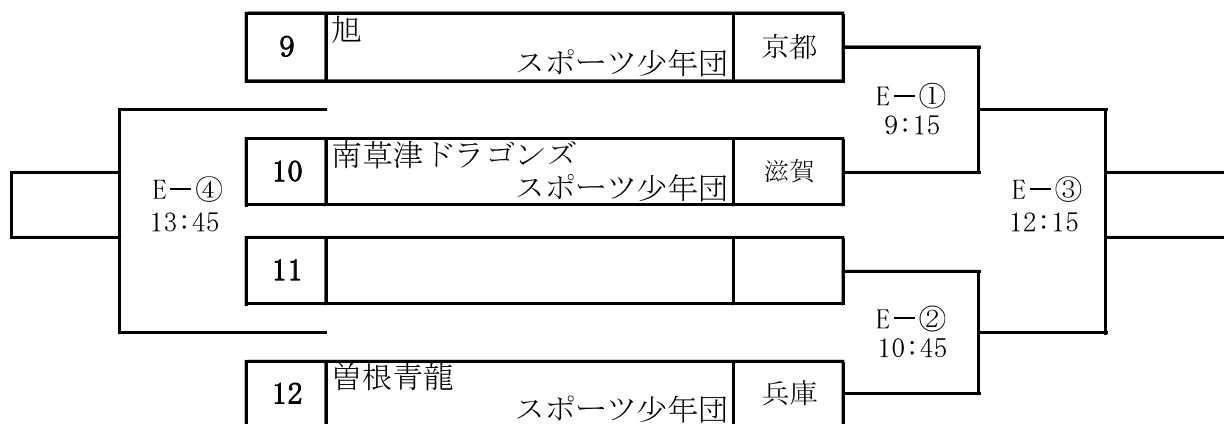 9 旭 スポーツ少年団 京都
E－① 9:15
10 南草津ドラゴンズ スポーツ少年団 滋賀
E－④ 13:45
E－③ 12:15
11
E－② 10:45
12 曽根青龍 スポーツ少年団 兵庫